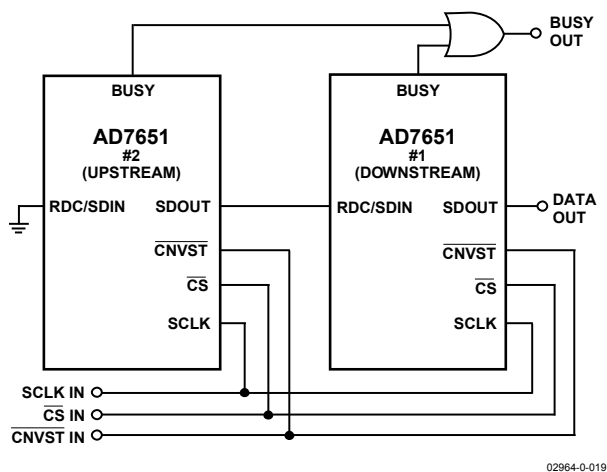 BUSY
OUT
BUSY
BUSY
AD7651
#2
(UPSTREAM)
AD7651
#1
(DOWNSTREAM)
RDC/SDIN
SDOUT
RDC/SDIN
SDOUT
DATA
OUT
CNVST
CNVST
CS
CS
SCLK
SCLK
SCLK IN
CS IN
CNVST IN
02964-0-019